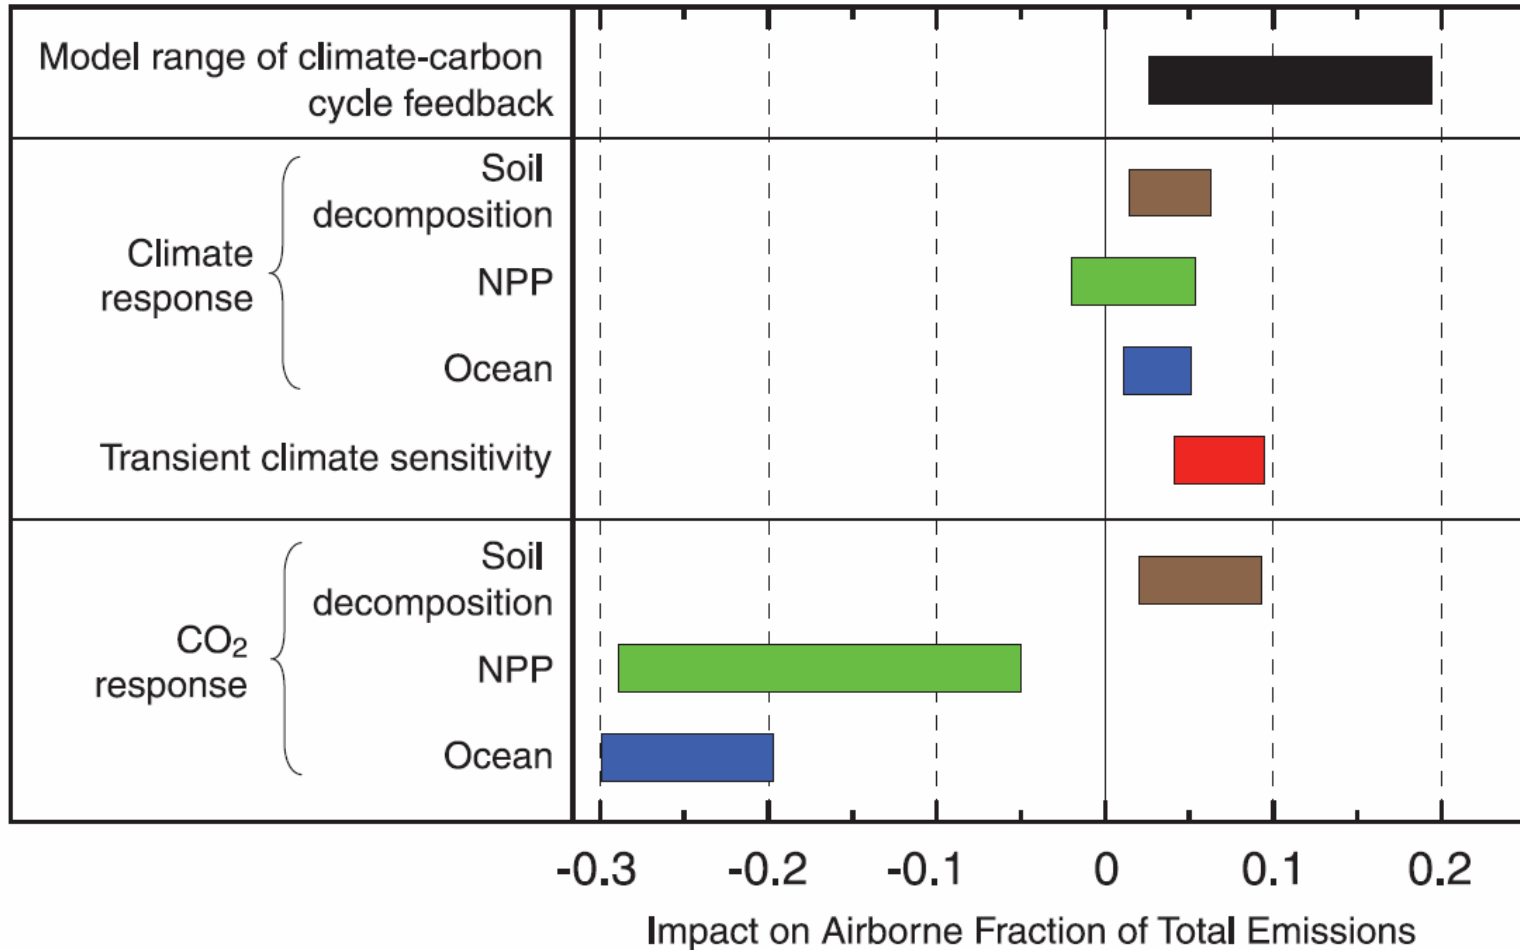 Model range of climate-carbon
cycle feedback
Climate
response
Soil
decomposition
NPP
Ocean
Transient climate sensitivity
CO₂
response
Soil
decomposition
NPP
Ocean
-0.3 -0.2 -0.1 0 0.1 0.2
Impact on Airborne Fraction of Total Emissions